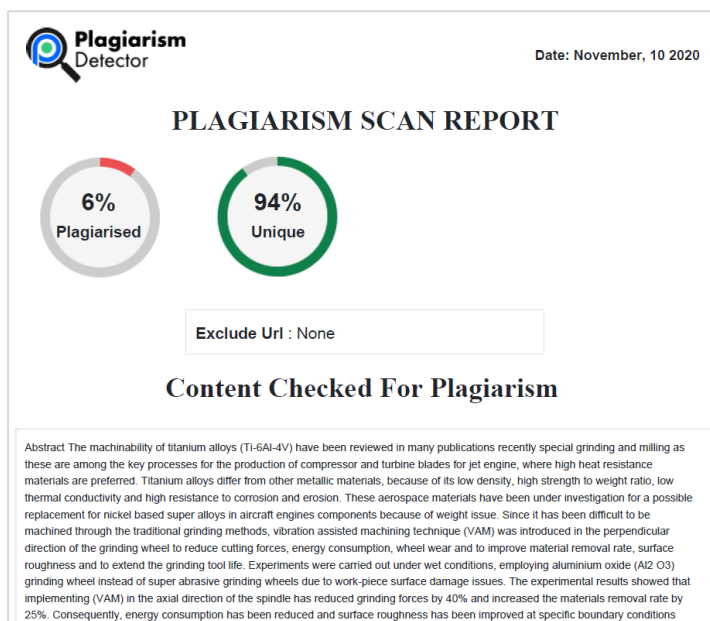 Plagiarism
Detector
Date: November, 10 2020
PLAGIARISM SCAN REPORT
6%
Plagiarised
94%
Unique
Exclude Url : None
Content Checked For Plagiarism
Abstract The machinability of titanium alloys (Ti-6Al-4V) have been reviewed in many publications recently special grinding and milling as
these are among the key processes for the production of compressor and turbine blades for jet engine, where high heat resistance
materials are preferred. Titanium alloys differ from other metallic materials, because of its low density, high strength to weight ratio, low
thermal conductivity and high resistance to corrosion and erosion. These aerospace materials have been under investigation for a possible
replacement for nickel based super alloys in aircraft engines components because of weight issue. Since it has been difficult to be
machined through the traditional grinding methods, vibration assisted machining technique (VAM) was introduced in the perpendicular
direction of the grinding wheel to reduce cutting forces, energy consumption, wheel wear and to improve material removal rate, surface
roughness and to extend the grinding tool life. Experiments were carried out under wet conditions, employing aluminium oxide (Al2 O3)
grinding wheel instead of super abrasive grinding wheels due to work-piece surface damage issues. The experimental results showed that
implementing (VAM) in the axial direction of the spindle has reduced grinding forces by 40% and increased the materials removal rate by
25%. Consequently, energy consumption has been reduced and surface roughness has been improved at specific boundary conditions